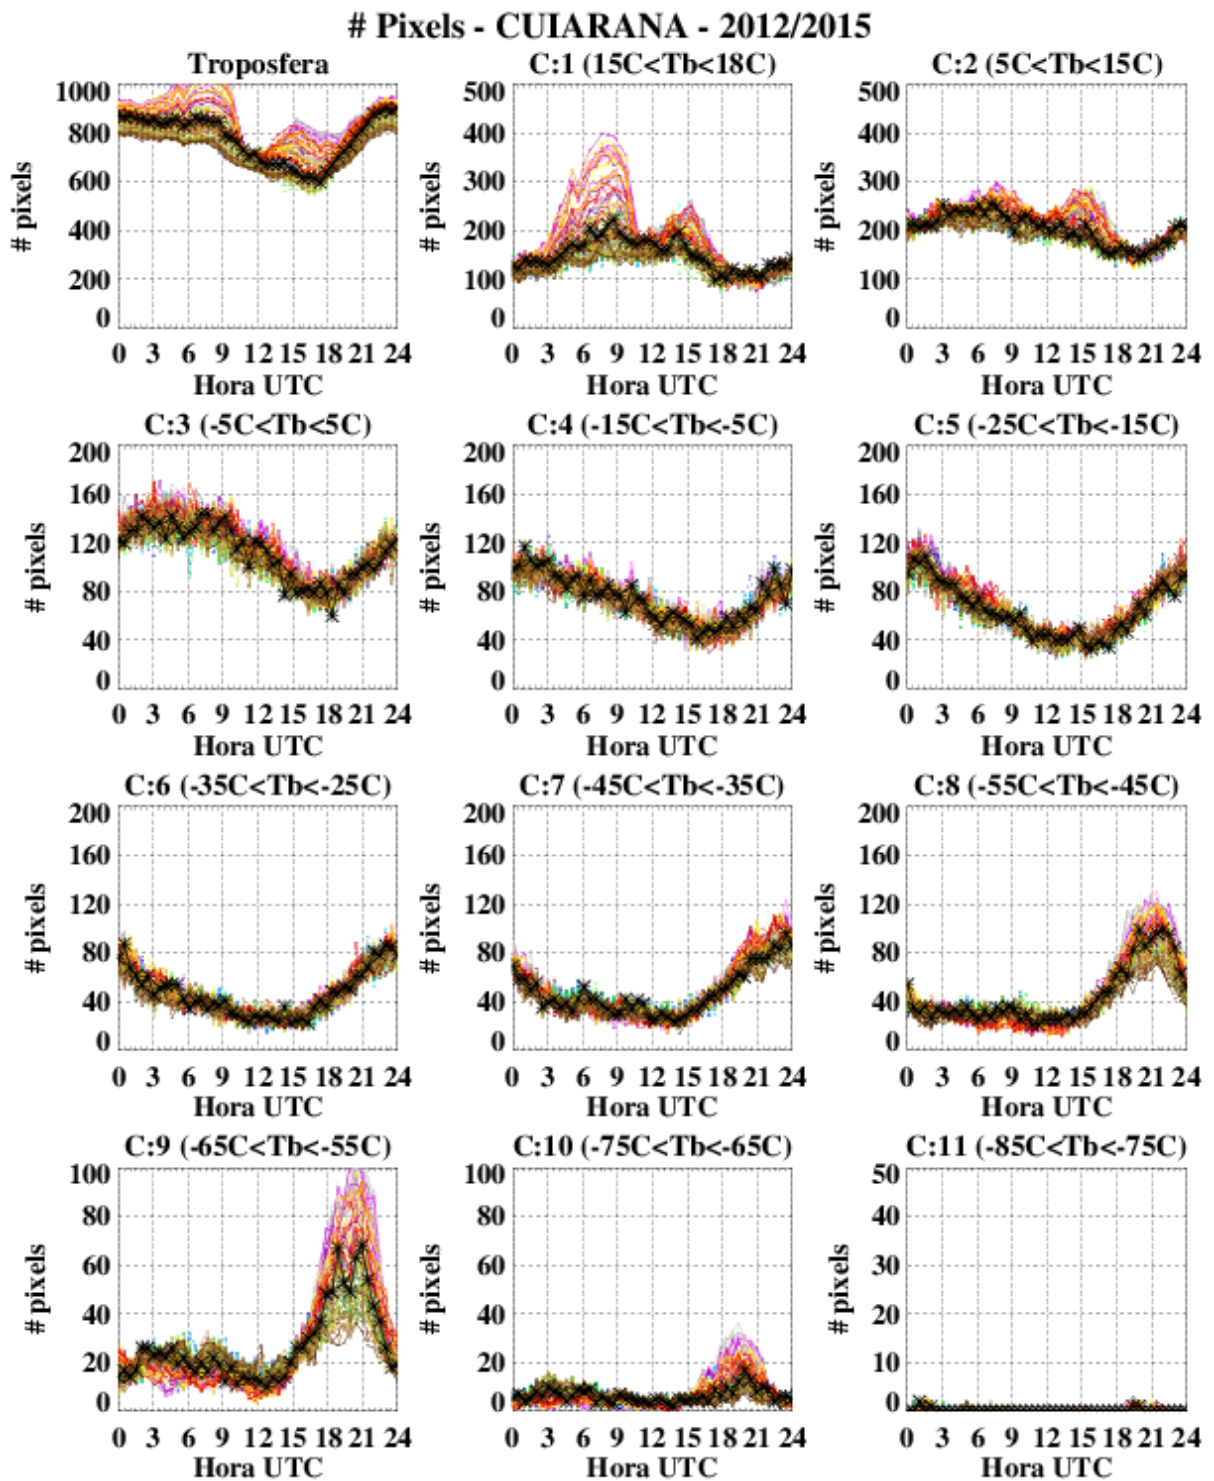 # Pixels - CUIARANA - 2012/2015
Troposfera
C:1 (15C<Tb<18C)
C:2 (5C<Tb<15C)
# pixels
1000
800
600
400
200
0
0 3 6 9 12 15 18 21 24
Hora UTC
# pixels
500
400
300
200
100
0
0 3 6 9 12 15 18 21 24
Hora UTC
# pixels
500
400
300
200
100
0
0 3 6 9 12 15 18 21 24
Hora UTC
C:3 (-5C<Tb<5C)
C:4 (-15C<Tb<-5C)
C:5 (-25C<Tb<-15C)
# pixels
200
160
120
80
40
0
0 3 6 9 12 15 18 21 24
Hora UTC
# pixels
200
160
120
80
40
0
0 3 6 9 12 15 18 21 24
Hora UTC
# pixels
200
160
120
80
40
0
0 3 6 9 12 15 18 21 24
Hora UTC
C:6 (-35C<Tb<-25C)
C:7 (-45C<Tb<-35C)
C:8 (-55C<Tb<-45C)
# pixels
200
160
120
80
40
0
0 3 6 9 12 15 18 21 24
Hora UTC
# pixels
200
160
120
80
40
0
0 3 6 9 12 15 18 21 24
Hora UTC
# pixels
200
160
120
80
40
0
0 3 6 9 12 15 18 21 24
Hora UTC
C:9 (-65C<Tb<-55C)
C:10 (-75C<Tb<-65C)
C:11 (-85C<Tb<-75C)
# pixels
100
80
60
40
20
0
0 3 6 9 12 15 18 21 24
Hora UTC
# pixels
100
80
60
40
20
0
0 3 6 9 12 15 18 21 24
Hora UTC
# pixels
50
40
30
20
10
0
0 3 6 9 12 15 18 21 24
Hora UTC